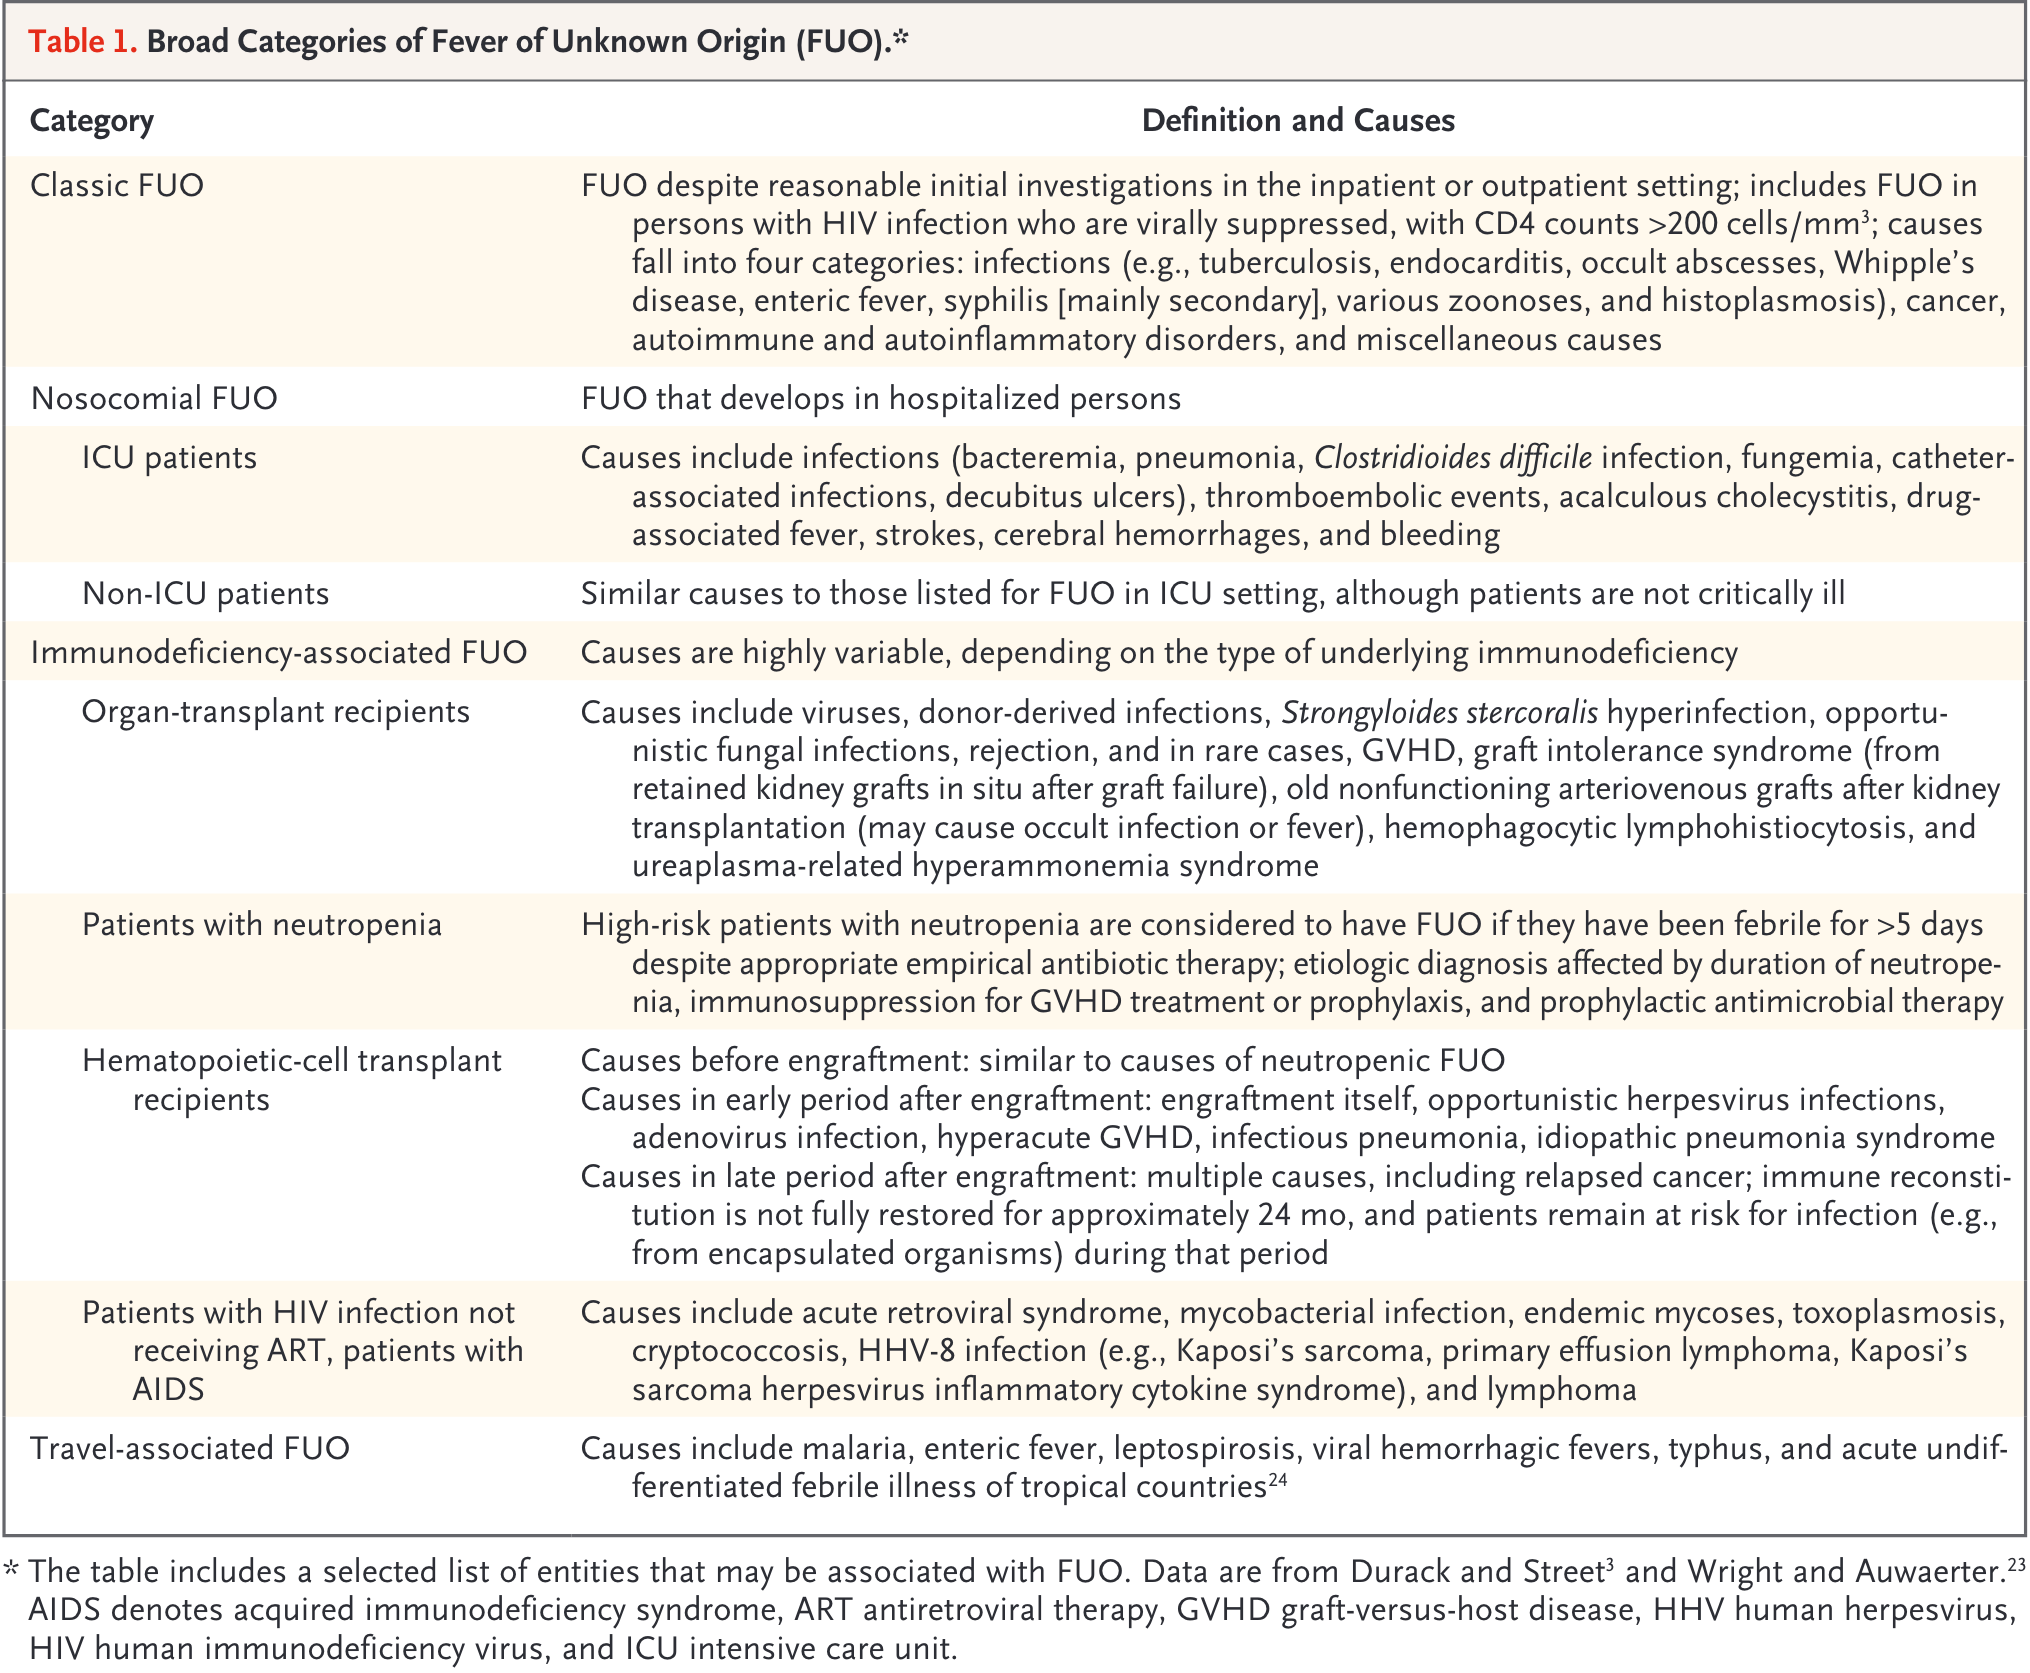 Table 1. Broad Categories of Fever of Unknown Origin (FUO).*
Category
Definition and Causes
Classic FUO
FUO despite reasonable initial investigations in the inpatient or outpatient setting; includes FUO in
persons with HIV infection who are virally suppressed, with CD4 counts >200 cells/mm³; causes
fall into four categories: infections (e.g., tuberculosis, endocarditis, occult abscesses, Whipple’s
disease, enteric fever, syphilis [mainly secondary], various zoonoses, and histoplasmosis), cancer,
autoimmune and autoinflammatory disorders, and miscellaneous causes
Nosocomial FUO
FUO that develops in hospitalized persons
ICU patients
Causes include infections (bacteremia, pneumonia, Clostridioides difficile infection, fungemia, catheter-
associated infections, decubitus ulcers), thromboembolic events, acalculous cholecystitis, drug-
associated fever, strokes, cerebral hemorrhages, and bleeding
Non-ICU patients
Similar causes to those listed for FUO in ICU setting, although patients are not critically ill
Immunodeficiency-associated FUO
Causes are highly variable, depending on the type of underlying immunodeficiency
Organ-transplant recipients
Causes include viruses, donor-derived infections, Strongyloides stercoralis hyperinfection, opportu-
nistic fungal infections, rejection, and in rare cases, GVHD, graft intolerance syndrome (from
retained kidney grafts in situ after graft failure), old nonfunctioning arteriovenous grafts after kidney
transplantation (may cause occult infection or fever), hemophagocytic lymphohistiocytosis, and
ureaplasma-related hyperammonemia syndrome
Patients with neutropenia
High-risk patients with neutropenia are considered to have FUO if they have been febrile for >5 days
despite appropriate empirical antibiotic therapy; etiologic diagnosis affected by duration of neutrope-
nia, immunosuppression for GVHD treatment or prophylaxis, and prophylactic antimicrobial therapy
Hematopoietic-cell transplant
recipients
Causes before engraftment: similar to causes of neutropenic FUO
Causes in early period after engraftment: engraftment itself, opportunistic herpesvirus infections,
adenovirus infection, hyperacute GVHD, infectious pneumonia, idiopathic pneumonia syndrome
Causes in late period after engraftment: multiple causes, including relapsed cancer; immune reconsti-
tution is not fully restored for approximately 24 mo, and patients remain at risk for infection (e.g.,
from encapsulated organisms) during that period
Patients with HIV infection not
receiving ART, patients with
AIDS
Causes include acute retroviral syndrome, mycobacterial infection, endemic mycoses, toxoplasmosis,
cryptococcosis, HHV-8 infection (e.g., Kaposi’s sarcoma, primary effusion lymphoma, Kaposi’s
sarcoma herpesvirus inflammatory cytokine syndrome), and lymphoma
Travel-associated FUO
Causes include malaria, enteric fever, leptospirosis, viral hemorrhagic fevers, typhus, and acute undif-
ferentiated febrile illness of tropical countries²⁴
* The table includes a selected list of entities that may be associated with FUO. Data are from Durack and Street³ and Wright and Auwaerter.²³
AIDS denotes acquired immunodeficiency syndrome, ART antiretroviral therapy, GVHD graft-versus-host disease, HHV human herpesvirus,
HIV human immunodeficiency virus, and ICU intensive care unit.